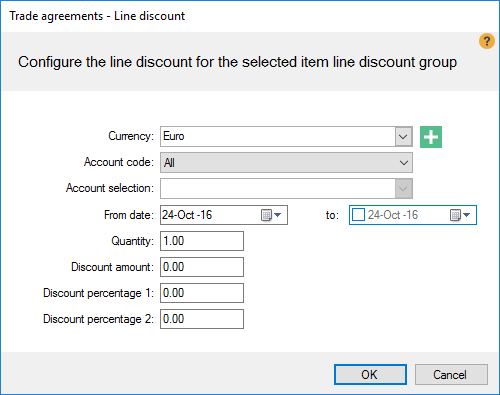 Trade agreements - Line discount
?
Configure the line discount for the selected item line discount group
Currency: Euro
Account code: All
Account selection:
From date: 24-Oct -16 to: 24-Oct -16
Quantity: 1.00
Discount amount: 0.00
Discount percentage 1: 0.00
Discount percentage 2: 0.00
OK Cancel